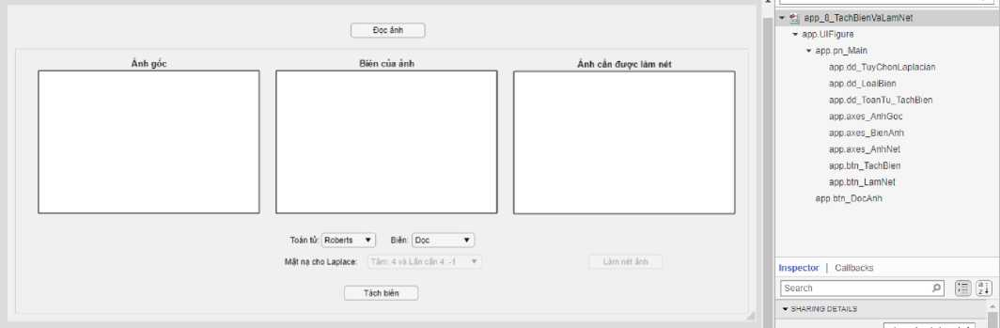 Đọc ảnh
Ảnh gốc
Biên của ảnh
Ảnh cần được làm nét
Toán tử: Roberts
Biên: Dọc
Mặt nạ cho Laplace: Tâm: 4 và Lân cận 4: -1
Làm nét ảnh
Tách biên
app_8_TachBienVaLamNet
app.UIFigure
app.pn_Main
app.dd_TuyChonLaplacian
app.dd_LoaiBien
app.dd_ToanTu_TachBien
app.axes_AnhGoc
app.axes_BienAnh
app.axes_AnhNet
app.btn_TachBien
app.btn_LamNet
app.btn_DocAnh
Inspector | Callbacks
Search
SHARING DETAILS